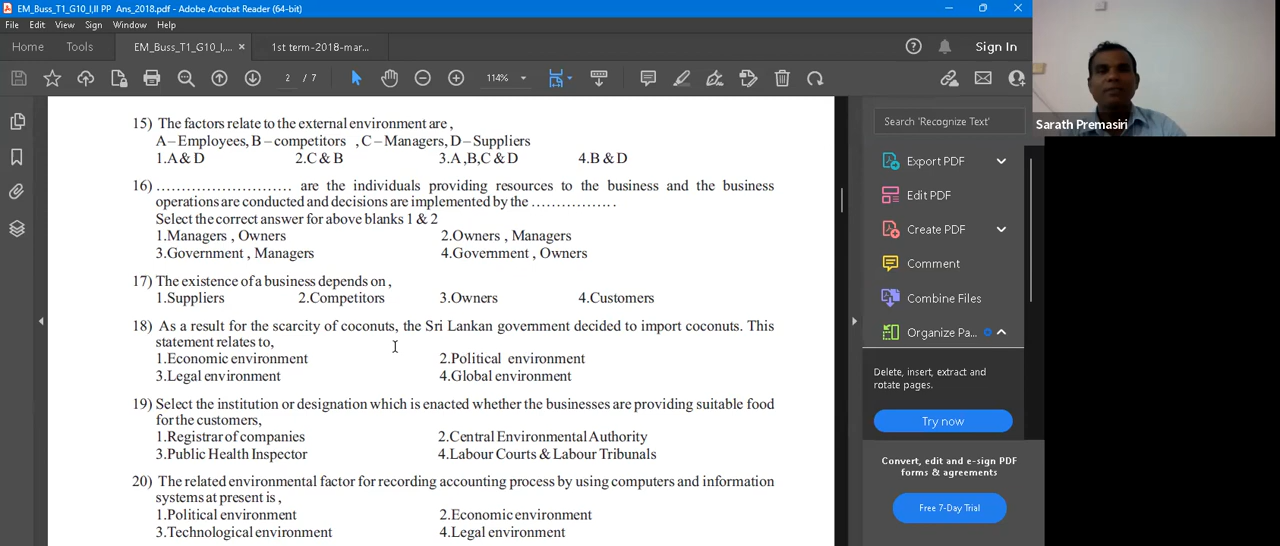 EM_Buss_T1_G10_I,II PP Ans_2018.pdf - Adobe Acrobat Reader (64-bit)
File Edit View Sign Window Help
Home Tools EM_Buss_T1_G10_I,II... × 1st term-2018-mar... Sign In
2 / 7 114%
15) The factors relate to the external environment are ,
A – Employees, B – competitors , C – Managers, D – Suppliers
1.A & D 2.C & B 3.A ,B,C & D 4.B & D
16) ............................ are the individuals providing resources to the business and the business
operations are conducted and decisions are implemented by the .................
Select the correct answer for above blanks 1 & 2
1.Managers , Owners 2.Owners , Managers
3.Government , Managers 4.Government , Owners
17) The existence of a business depends on ,
1.Suppliers 2.Competitors 3.Owners 4.Customers
18) As a result for the scarcity of coconuts, the Sri Lankan government decided to import coconuts. This
statement relates to,
1.Economic environment 2.Political environment
3.Legal environment 4.Global environment
19) Select the institution or designation which is enacted whether the businesses are providing suitable food
for the customers,
1.Registrar of companies 2.Central Environmental Authority
3.Public Health Inspector 4.Labour Courts & Labour Tribunals
20) The related environmental factor for recording accounting process by using computers and information
systems at present is ,
1.Political environment 2.Economic environment
3.Technological environment 4.Legal environment
Search 'Recognize Text'
Export PDF
Edit PDF
Create PDF
Comment
Combine Files
Organize Pa...
Delete, insert, extract and
rotate pages.
Try now
Convert, edit and e-sign PDF
forms & agreements
Free 7-Day Trial
Sarath Premasiri